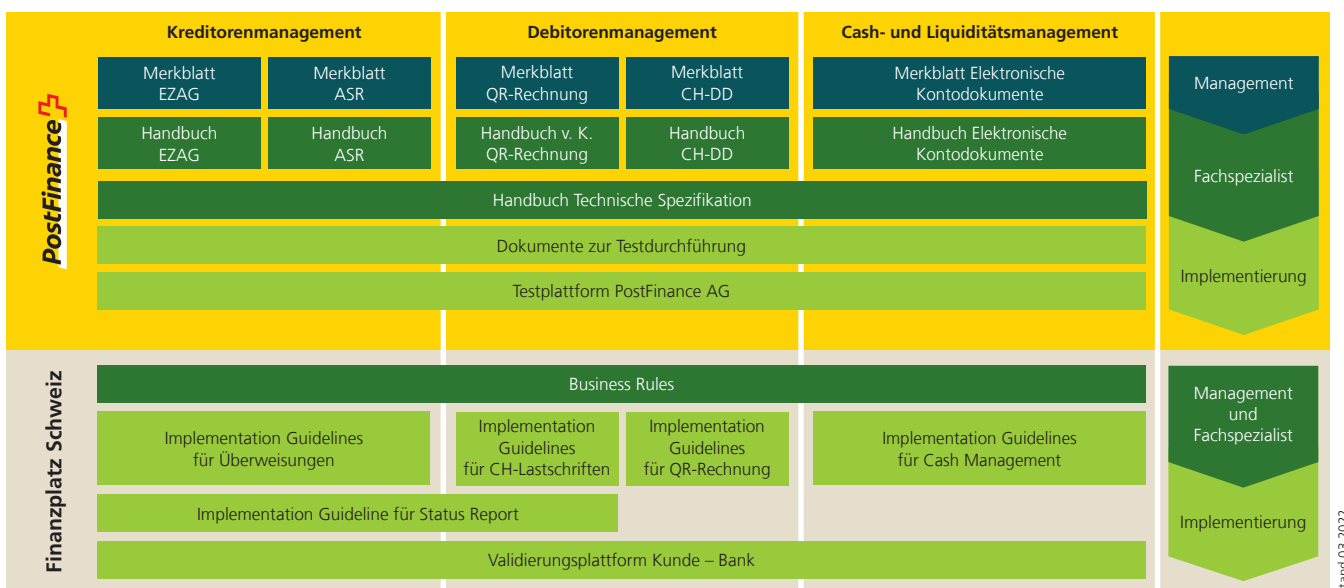 Kreditorenmanagement
Debitorenmanagement
Cash- und Liquiditätsmanagement
PostFinance
Merkblatt
EZAG
Merkblatt
ASR
Merkblatt
QR-Rechnung
Merkblatt
CH-DD
Merkblatt Elektronische
Kontodokumente
Management
Handbuch
EZAG
Handbuch
ASR
Handbuch v. K.
QR-Rechnung
Handbuch
CH-DD
Handbuch Elektronische
Kontodokumente
Fachspezialist
Handbuch Technische Spezifikation
Dokumente zur Testdurchführung
Testplattform PostFinance AG
Implementierung
Finanzplatz Schweiz
Business Rules
Management
und
Fachspezialist
Implementation Guidelines
für Überweisungen
Implementation
Guidelines
für CH-Lastschriften
Implementation
Guidelines
für QR-Rechnung
Implementation Guidelines
für Cash Management
Implementation Guideline für Status Report
Implementierung
Validierungsplattform Kunde – Bank
03.2022